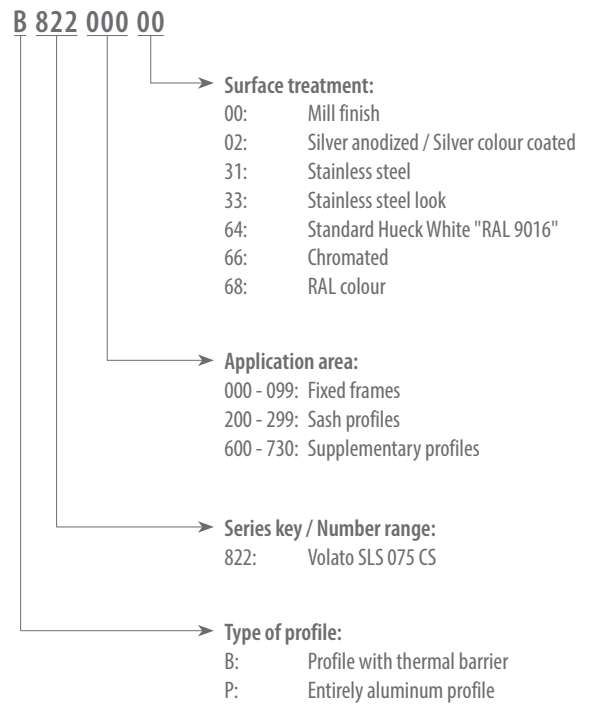 B 822 000 00
Surface treatment:
00: Mill finish
02: Silver anodized / Silver colour coated
31: Stainless steel
33: Stainless steel look
64: Standard Hueck White "RAL 9016"
66: Chromated
68: RAL colour
Application area:
000 - 099: Fixed frames
200 - 299: Sash profiles
600 - 730: Supplementary profiles
Series key / Number range:
822: Volato SLS 075 CS
Type of profile:
B: Profile with thermal barrier
P: Entirely aluminum profile